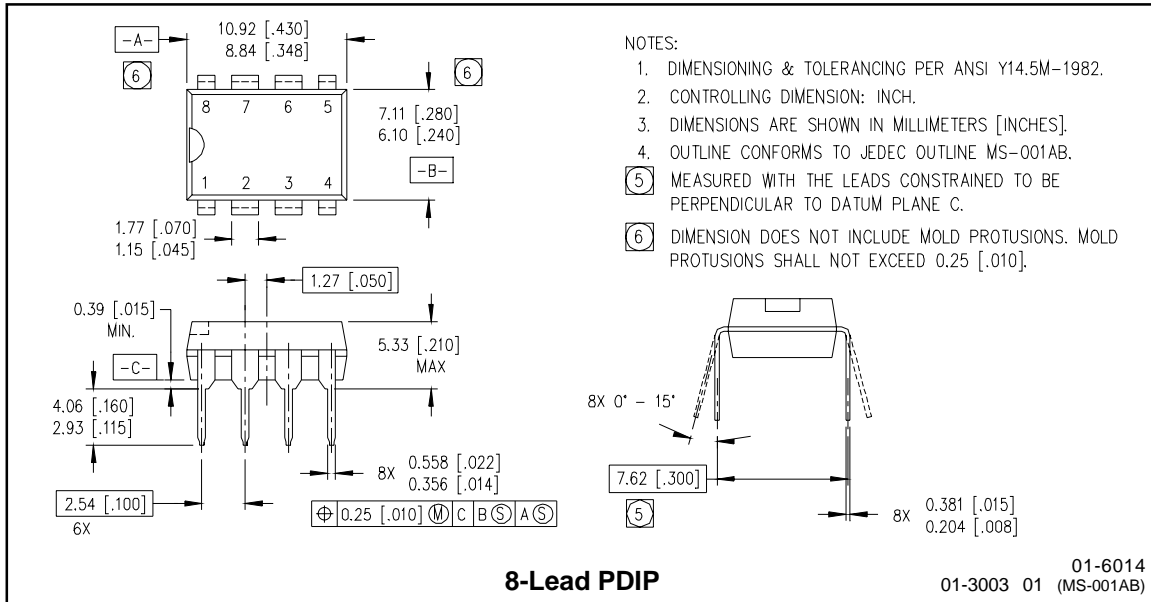 -A-
10.92 [.430]
8.84 [.348]
6
6
8 7 6 5
1 2 3 4
7.11 [.280]
6.10 [.240]
-B-
1.77 [.070]
1.15 [.045]
1.27 [.050]
0.39 [.015]
MIN.
-C-
5.33 [.210]
MAX
4.06 [.160]
2.93 [.115]
8X 0.558 [.022]
0.356 [.014]
2.54 [.100]
6X
⌖ 0.25 [.010] Ⓜ C B Ⓢ A Ⓢ
NOTES:
1. DIMENSIONING & TOLERANCING PER ANSI Y14.5M-1982.
2. CONTROLLING DIMENSION: INCH.
3. DIMENSIONS ARE SHOWN IN MILLIMETERS [INCHES].
4. OUTLINE CONFORMS TO JEDEC OUTLINE MS-001AB.
5 MEASURED WITH THE LEADS CONSTRAINED TO BE
PERPENDICULAR TO DATUM PLANE C.
6 DIMENSION DOES NOT INCLUDE MOLD PROTUSIONS. MOLD
PROTUSIONS SHALL NOT EXCEED 0.25 [.010].
8X 0° - 15°
7.62 [.300]
5
8X 0.381 [.015]
0.204 [.008]
8-Lead PDIP
01-6014
01-3003 01 (MS-001AB)